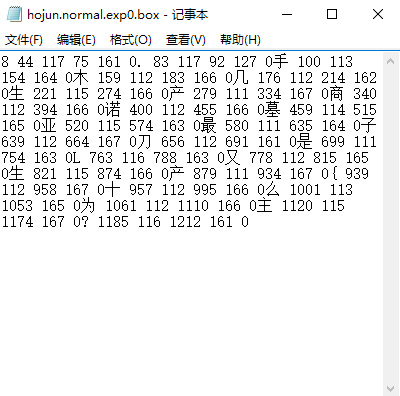 hojun.normal.exp0.box - 记事本
文件(F) 编辑(E) 格式(O) 查看(V) 帮助(H)
8 44 117 75 161 0. 83 117 92 127 0手 100 113
154 164 0木 159 112 183 166 0几 176 112 214 162
0生 221 115 274 166 0产 279 111 334 167 0商 340
112 394 166 0诺 400 112 455 166 0墓 459 114 515
165 0亚 520 115 574 163 0最 580 111 635 164 0子
639 112 664 167 0刀 656 112 691 161 0是 699 111
754 163 0L 763 116 788 163 0又 778 112 815 165
0生 821 115 874 166 0产 879 111 934 167 0{ 939
112 958 167 0十 957 112 995 166 0么 1001 113
1053 165 0为 1061 112 1110 166 0主 1120 115
1174 167 0? 1185 116 1212 161 0